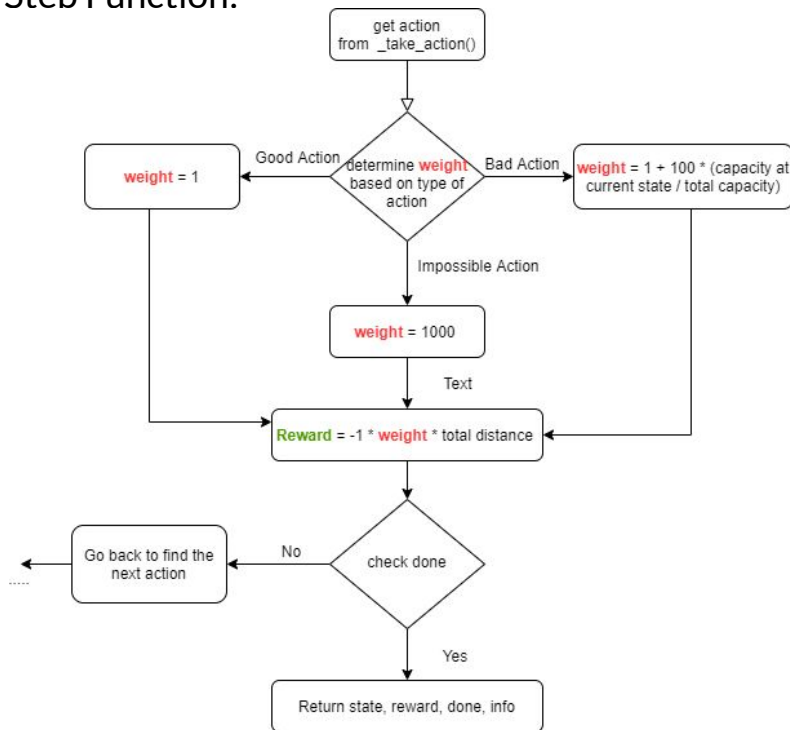 Step Function:
get action
from _take_action()
Good Action
determine weight
based on type of
action
Bad Action
weight = 1
weight = 1 + 100 * (capacity at
current state / total capacity)
Impossible Action
weight = 1000
Text
Reward = -1 * weight * total distance
check done
No
Go back to find the
next action
.....
Yes
Return state, reward, done, info